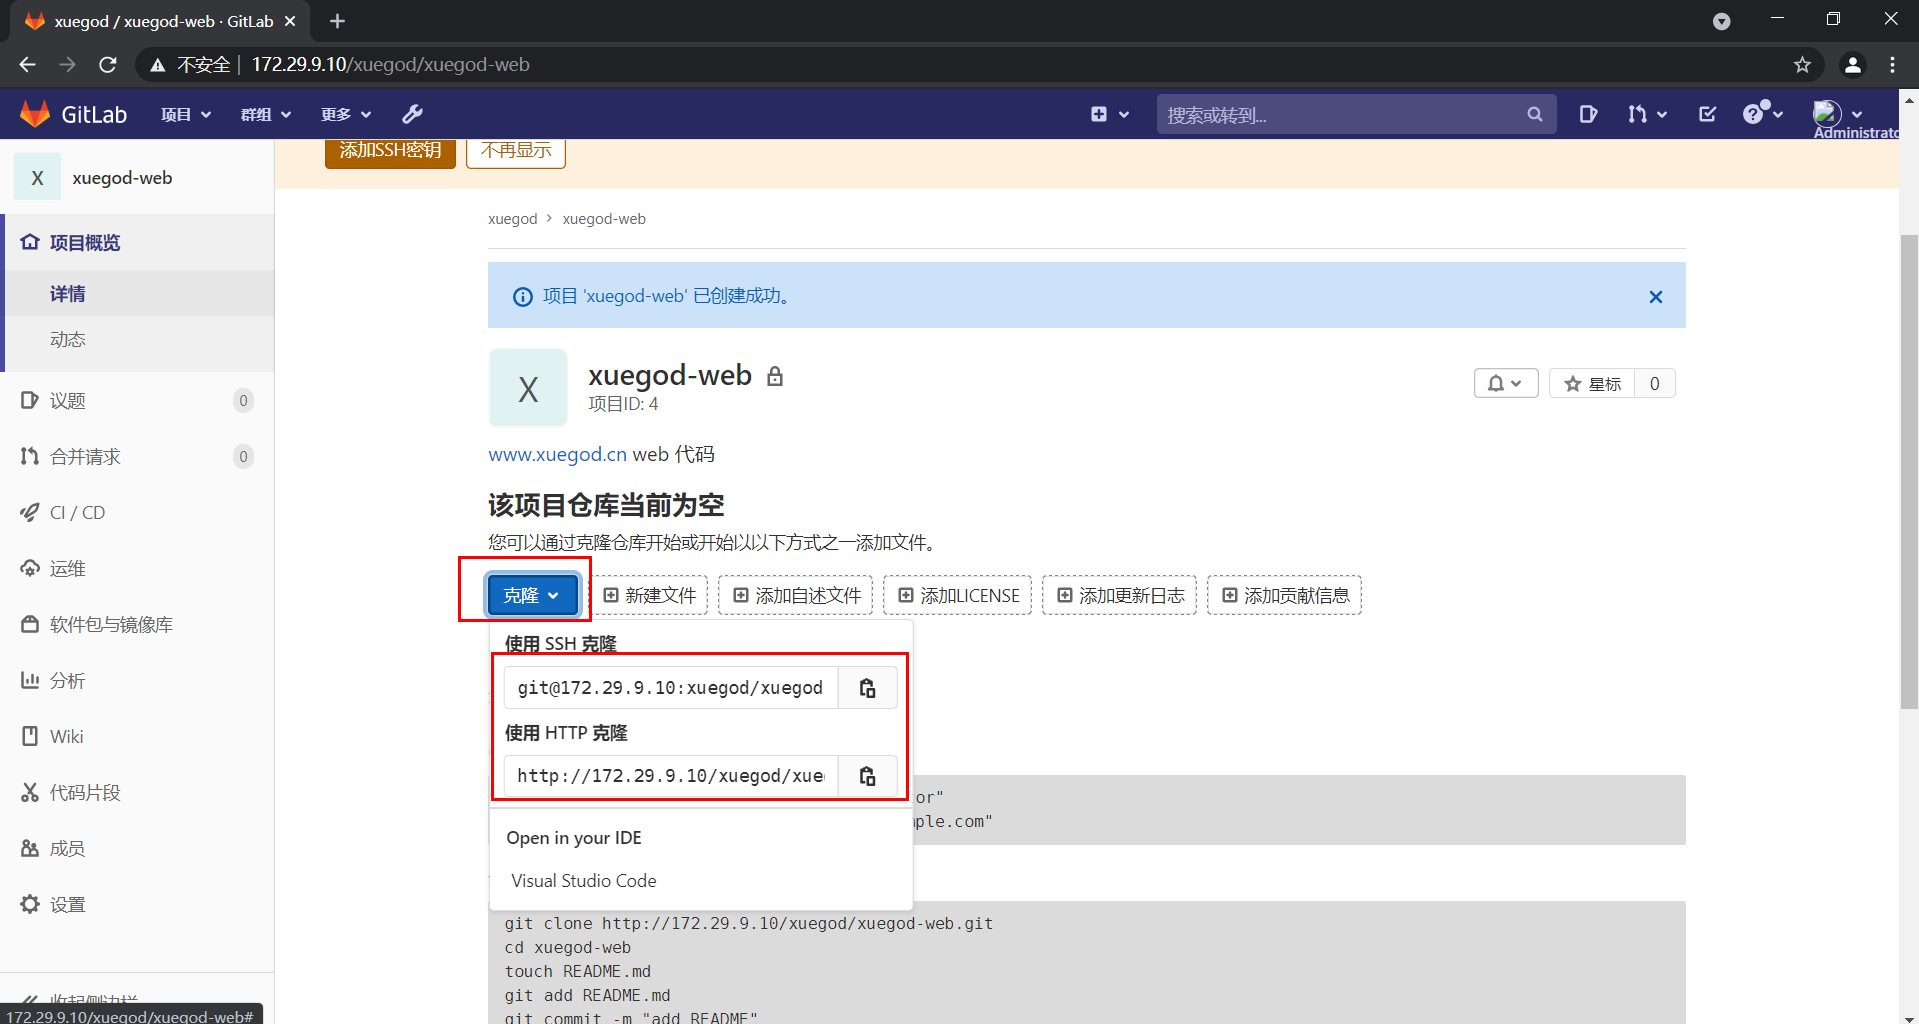 xuegod / xuegod-web · GitLab
不安全 172.29.9.10/xuegod/xuegod-web
GitLab 项目 群组 更多 搜索或转到... Administrato
添加SSH密钥 不再显示
X xuegod-web
项目概览
详情
动态
议题 0
合并请求 0
CI / CD
运维
软件包与镜像库
分析
Wiki
代码片段
成员
设置
收起侧边栏
172.29.9.10/xuegod/xuegod-web#
xuegod > xuegod-web
项目 'xuegod-web' 已创建成功。
X
xuegod-web
项目ID: 4
星标 0
www.xuegod.cn web 代码
该项目仓库当前为空
您可以通过克隆仓库开始或开始以以下方式之一添加文件。
克隆 新建文件 添加自述文件 添加LICENSE 添加更新日志 添加贡献信息
使用 SSH 克隆
git@172.29.9.10:xuegod/xuegod
使用 HTTP 克隆
http://172.29.9.10/xuegod/xue
Open in your IDE
Visual Studio Code
or"
ple.com"
git clone http://172.29.9.10/xuegod/xuegod-web.git
cd xuegod-web
touch README.md
git add README.md
git commit -m "add README"